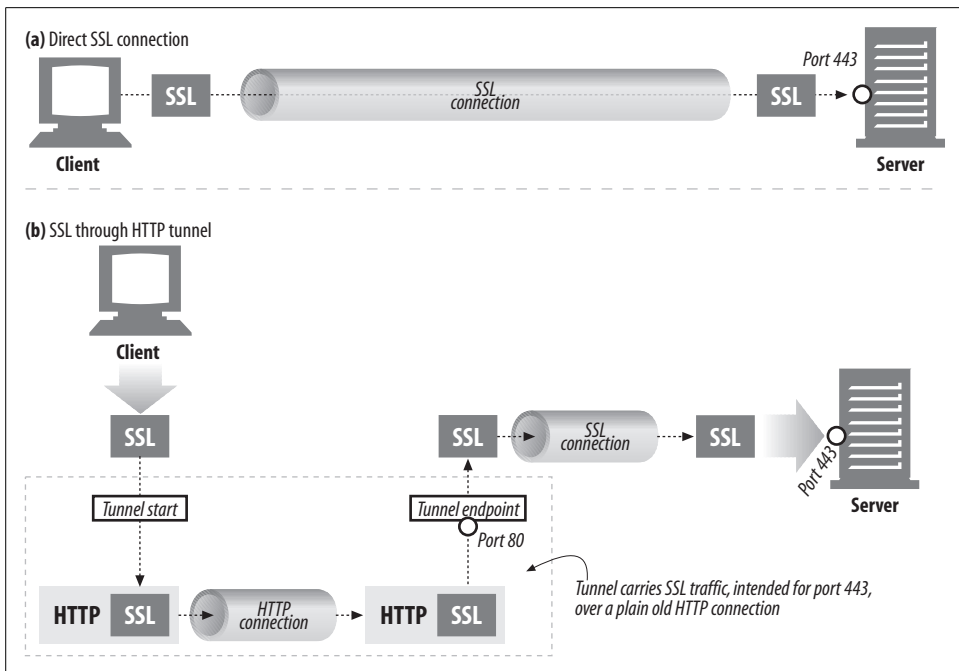 (a) Direct SSL connection
Port 443
SSL
SSL
connection
SSL
Client
Server
(b) SSL through HTTP tunnel
Client
SSL
SSL
SSL
connection
SSL
Port 443
Server
Tunnel start
Tunnel endpoint
Port 80
HTTP
SSL
HTTP
connection
HTTP
SSL
Tunnel carries SSL traffic, intended for port 443,
over a plain old HTTP connection